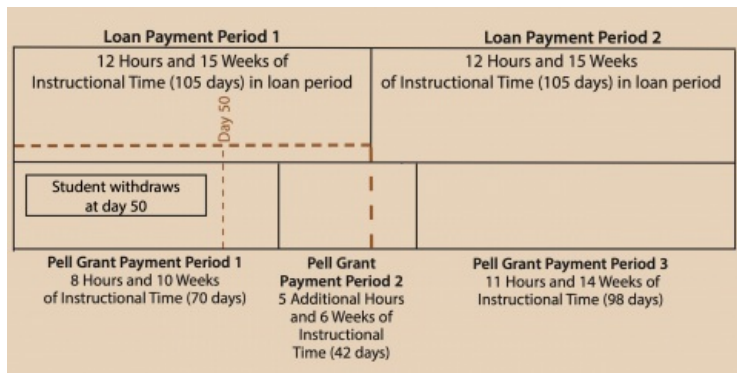 Loan Payment Period 1
Loan Payment Period 2
12 Hours and 15 Weeks of
Instructional Time (105 days) in loan period
12 Hours and 15 Weeks
of Instructional Time (105 days) in loan period
Day 50
Student withdraws
at day 50
Pell Grant Payment Period 1
8 Hours and 10 Weeks
of Instructional Time (70 days)
Pell Grant
Payment Period 2
5 Additional Hours
and 6 Weeks of
Instructional
Time (42 days)
Pell Grant Payment Period 3
11 Hours and 14 Weeks of
Instructional Time (98 days)